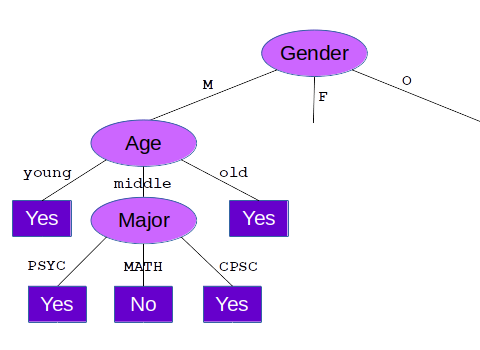 Gender
M
F
O
Age
young
middle
old
Yes
Major
Yes
PSYC
MATH
CPSC
Yes
No
Yes